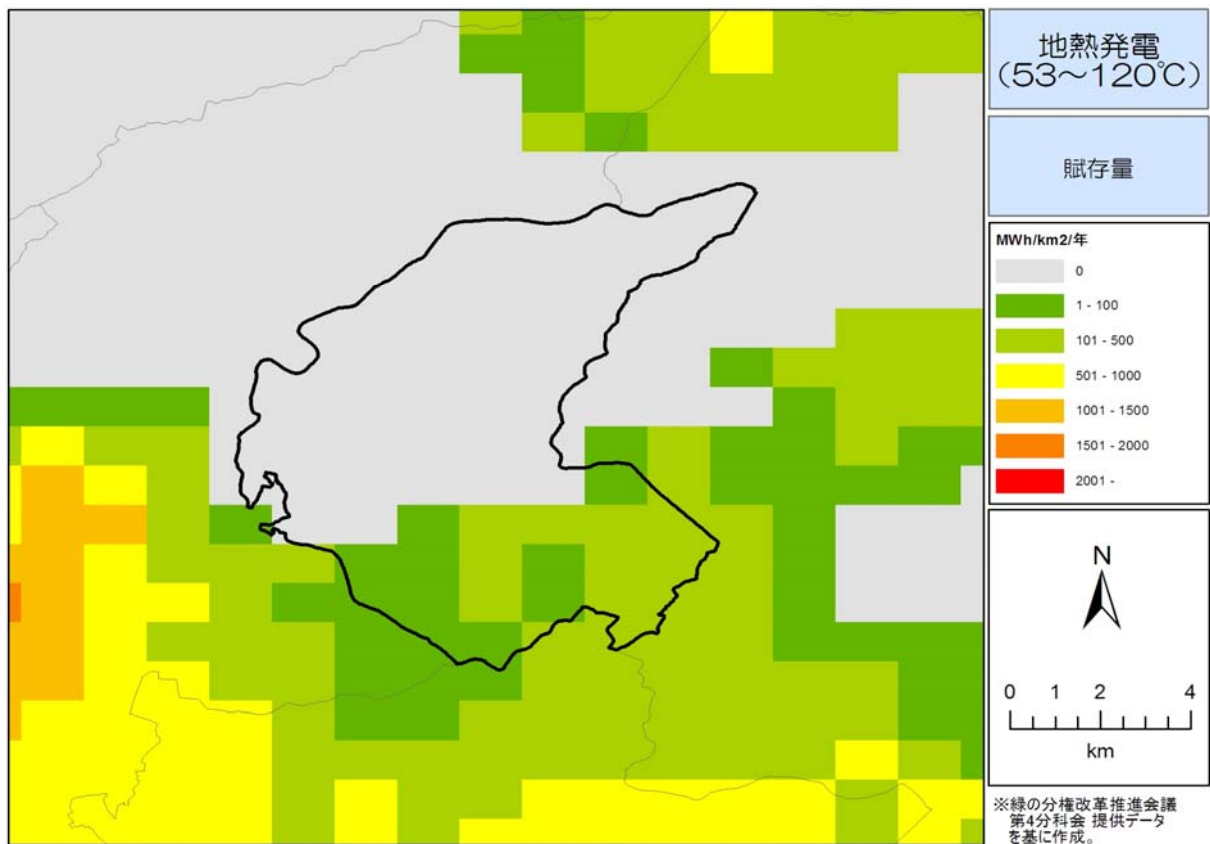 地熱発電
(53～120℃)
賦存量
MWh/km2/年
0
1 - 100
101 - 500
501 - 1000
1001 - 1500
1501 - 2000
2001 -
N
0 1 2 4
km
※緑の分権改革推進会議
第4分科会 提供データ
を基に作成。